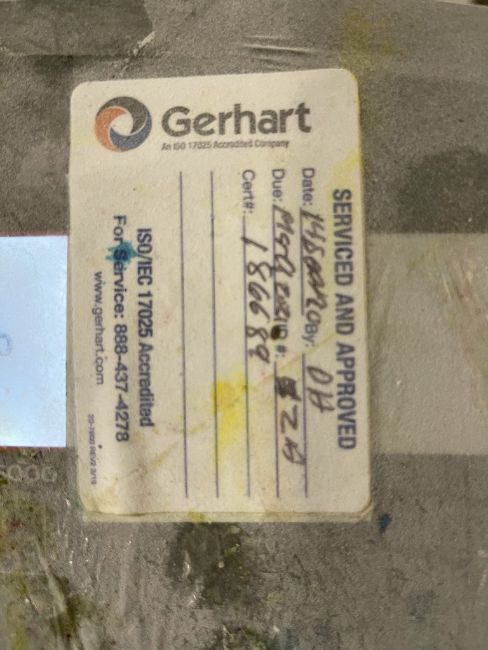 Gerhart
An ISO 17025 Accredited Company
SERVICED AND APPROVED
Date: By: DH
Due: #:
Cert#: 186689
ISO/IEC 17025 Accredited
For Service: 888-437-4278
www.gerhart.com